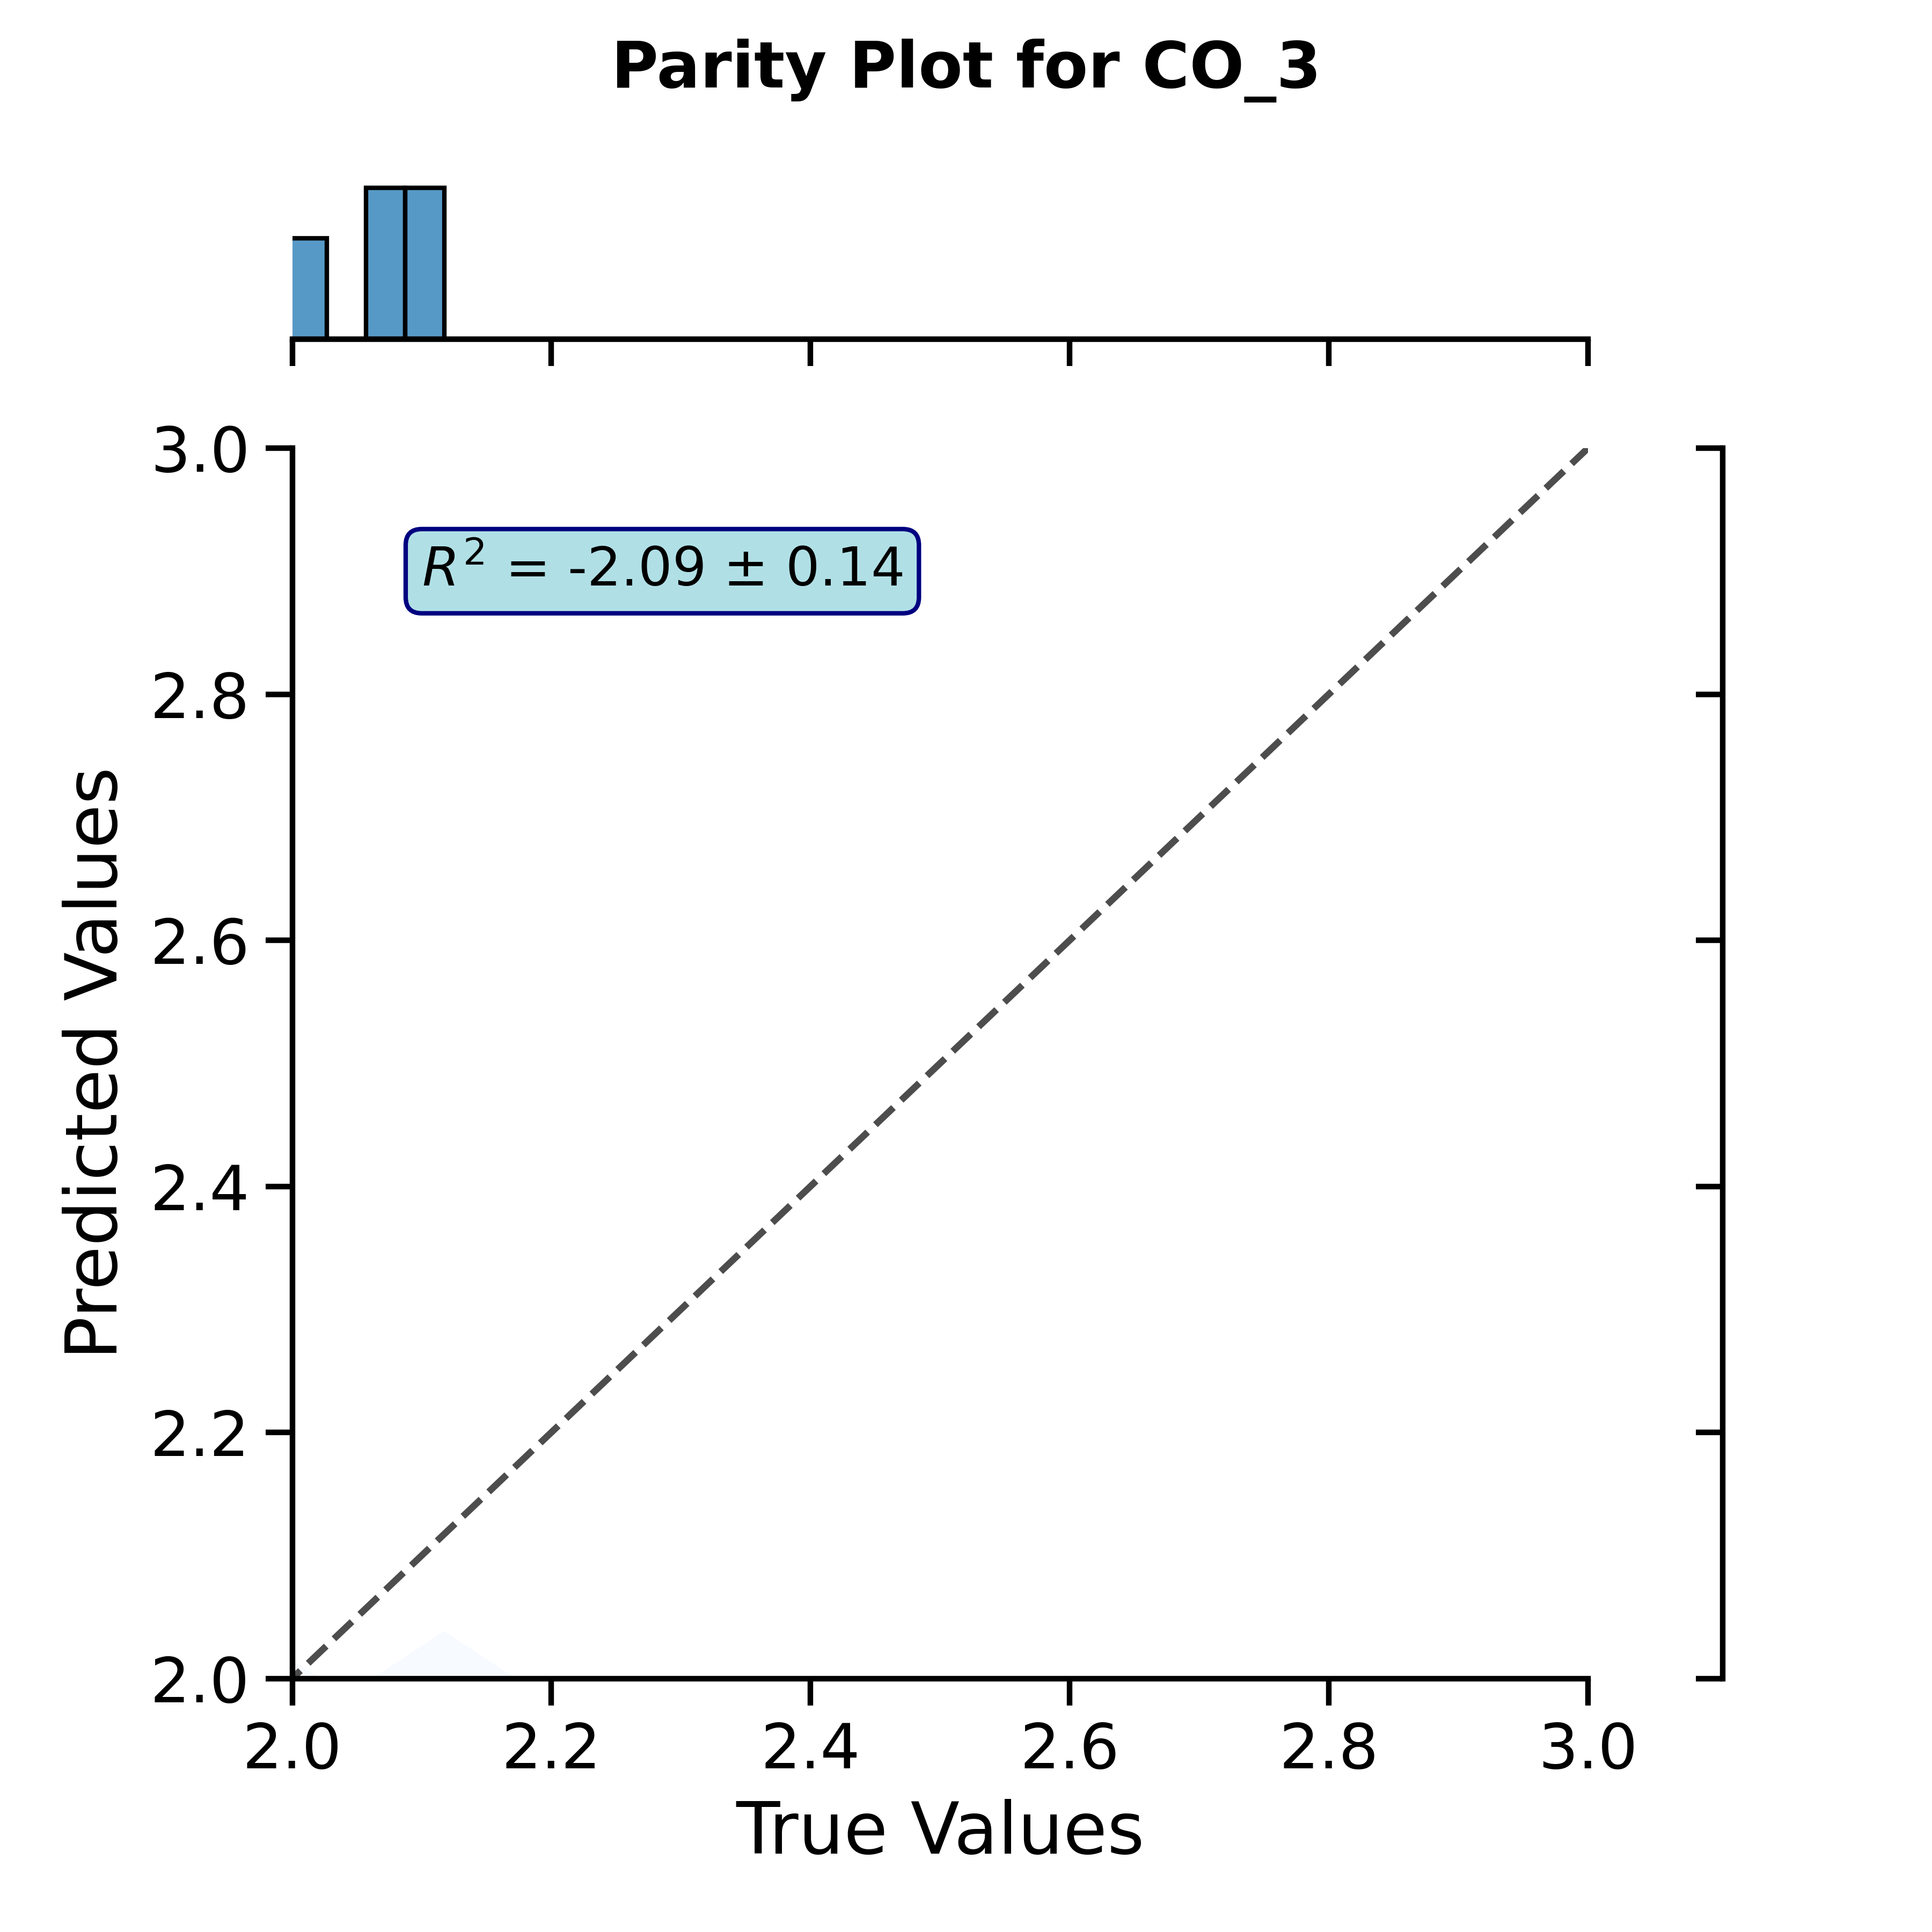 Parity Plot for CO_3
R² = -2.09 ± 0.14
Predicted Values
3.0
2.8
2.6
2.4
2.2
2.0
2.0 2.2 2.4 2.6 2.8 3.0
True Values